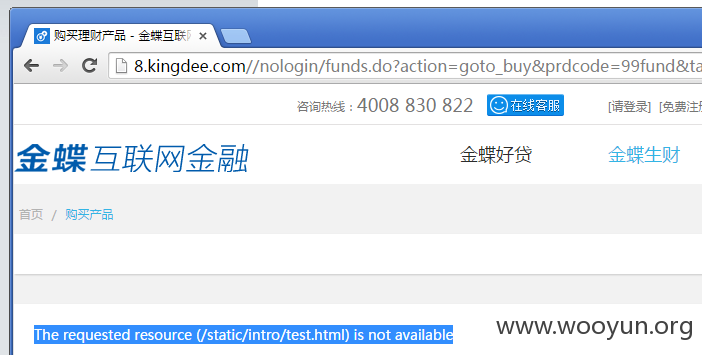 购买理财产品 - 金蝶互联网
8.kingdee.com//nologin/funds.do?action=goto_buy&prdcode=99fund&ta
咨询热线：4008 830 822 在线客服 [请登录] [免费注册
金蝶互联网金融 金蝶好贷 金蝶生财
首页 / 购买产品
The requested resource (/static/intro/test.html) is not available
www.wooyun.org